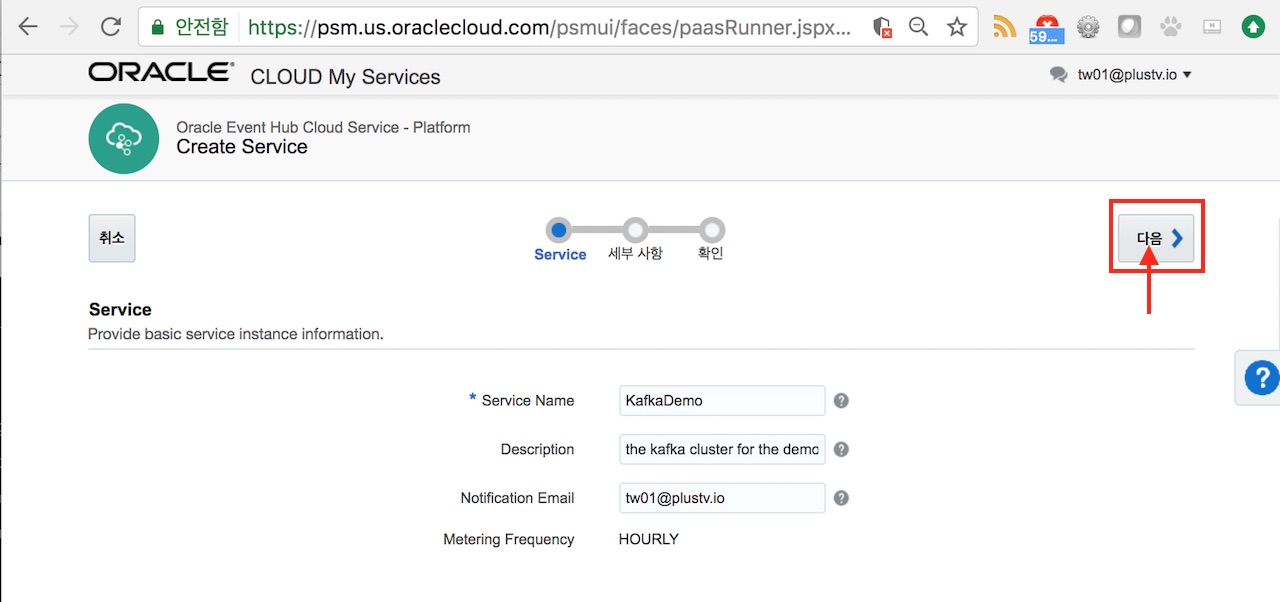 안전함 https://psm.us.oraclecloud.com/psmui/faces/paasRunner.jspx...
59...
ORACLE® CLOUD My Services
tw01@plustv.io
Oracle Event Hub Cloud Service - Platform
Create Service
취소
다음
Service 세부 사항 확인
Service
Provide basic service instance information.
?
* Service Name KafkaDemo ?
Description the kafka cluster for the demo ?
Notification Email tw01@plustv.io ?
Metering Frequency HOURLY